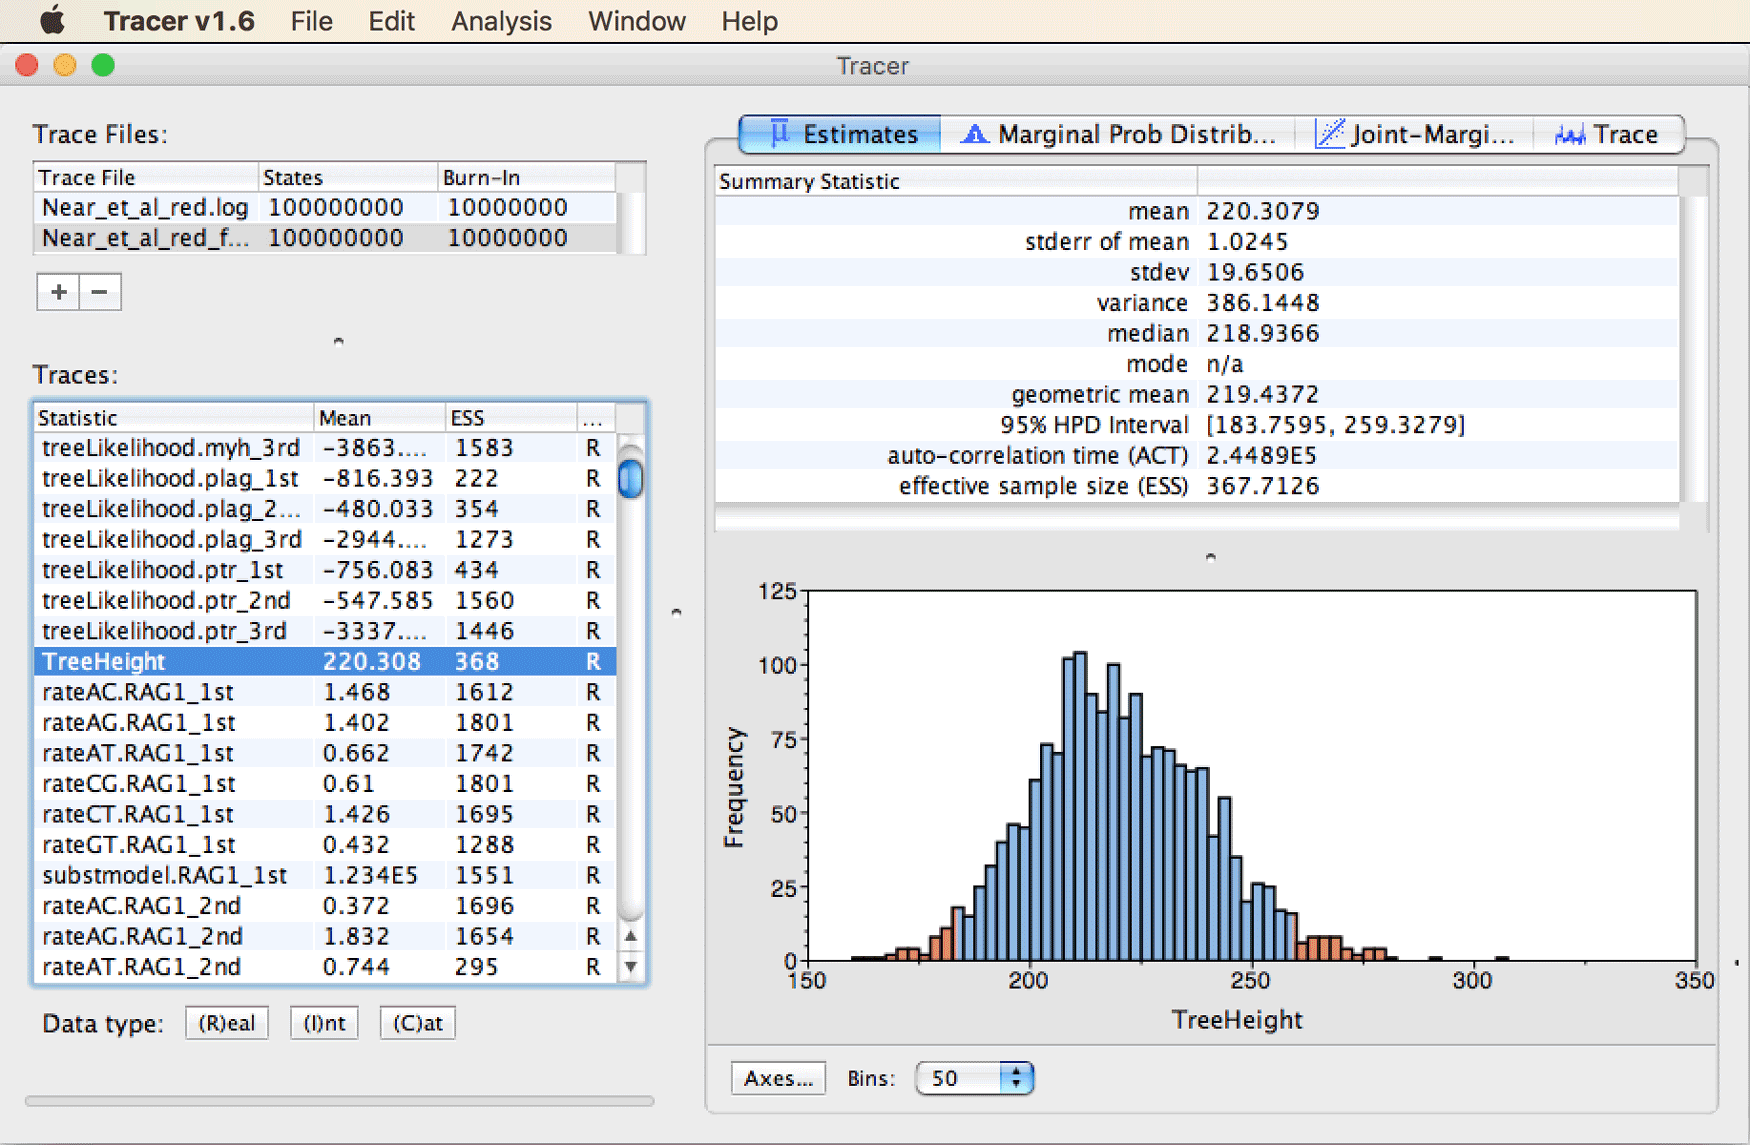 Tracer v1.6 File Edit Analysis Window Help
Tracer
Trace Files:
Trace File States Burn-In
Near_et_al_red.log 100000000 10000000
Near_et_al_red_f... 100000000 10000000
+ −
Traces:
Statistic Mean ESS ...
treeLikelihood.myh_3rd -3863.... 1583 R
treeLikelihood.plag_1st -816.393 222 R
treeLikelihood.plag_2... -480.033 354 R
treeLikelihood.plag_3rd -2944.... 1273 R
treeLikelihood.ptr_1st -756.083 434 R
treeLikelihood.ptr_2nd -547.585 1560 R
treeLikelihood.ptr_3rd -3337.... 1446 R
TreeHeight 220.308 368 R
rateAC.RAG1_1st 1.468 1612 R
rateAG.RAG1_1st 1.402 1801 R
rateAT.RAG1_1st 0.662 1742 R
rateCG.RAG1_1st 0.61 1801 R
rateCT.RAG1_1st 1.426 1695 R
rateGT.RAG1_1st 0.432 1288 R
substmodel.RAG1_1st 1.234E5 1551 R
rateAC.RAG1_2nd 0.372 1696 R
rateAG.RAG1_2nd 1.832 1654 R
rateAT.RAG1_2nd 0.744 295 R
Data type: (R)eal (I)nt (C)at
μ Estimates Marginal Prob Distrib... Joint-Margi... Trace
Summary Statistic
mean 220.3079
stderr of mean 1.0245
stdev 19.6506
variance 386.1448
median 218.9366
mode n/a
geometric mean 219.4372
95% HPD Interval [183.7595, 259.3279]
auto-correlation time (ACT) 2.4489E5
effective sample size (ESS) 367.7126
125
100
75
50
25
0
Frequency
150 200 250 300 350
TreeHeight
Axes... Bins: 50